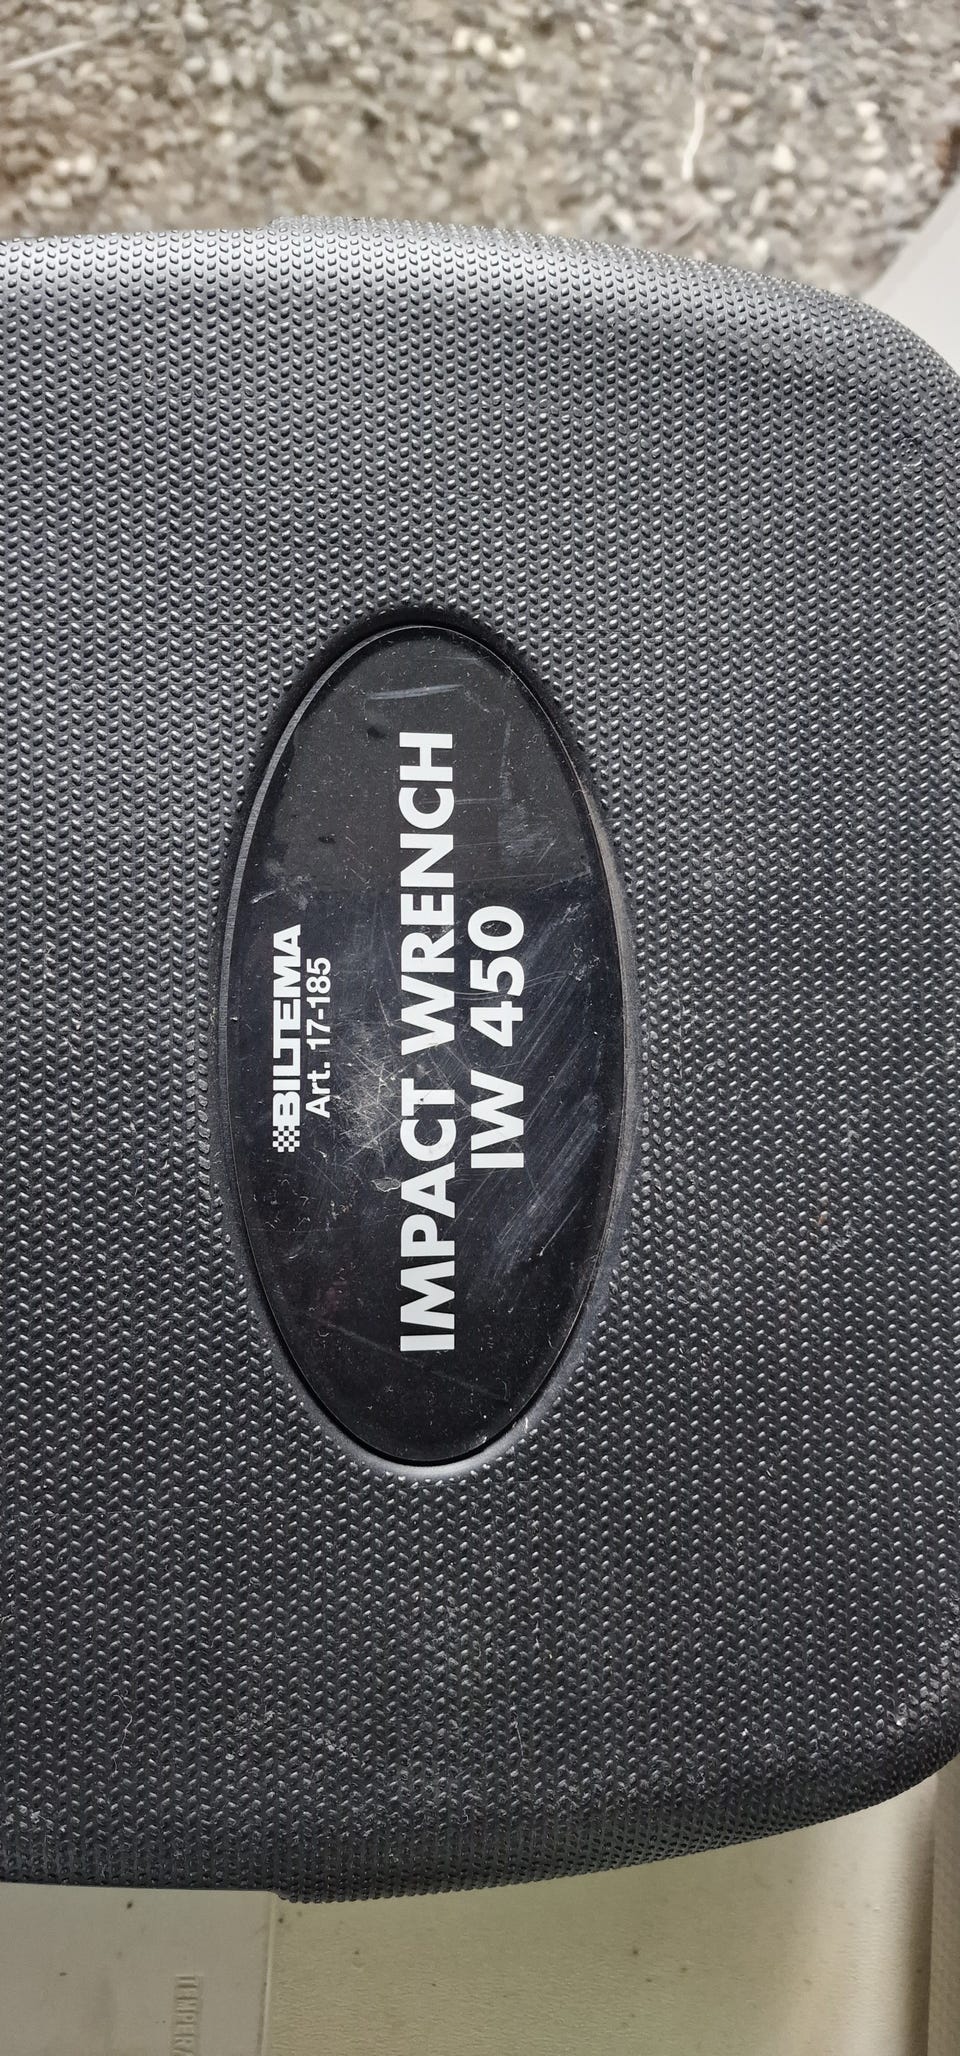 BILTEMA
Art. 17-185
IMPACT WRENCH
IW 450